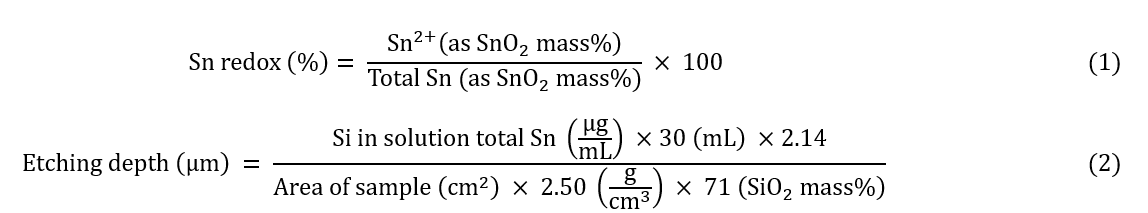 Sn redox (%) = Sn²⁺(as SnO₂ mass%) / Total Sn (as SnO₂ mass%) × 100 (1)
Etching depth (μm) = Si in solution total Sn (μg/mL) × 30 (mL) × 2.14 / Area of sample (cm²) × 2.50 (g/cm³) × 71 (SiO₂ mass%) (2)